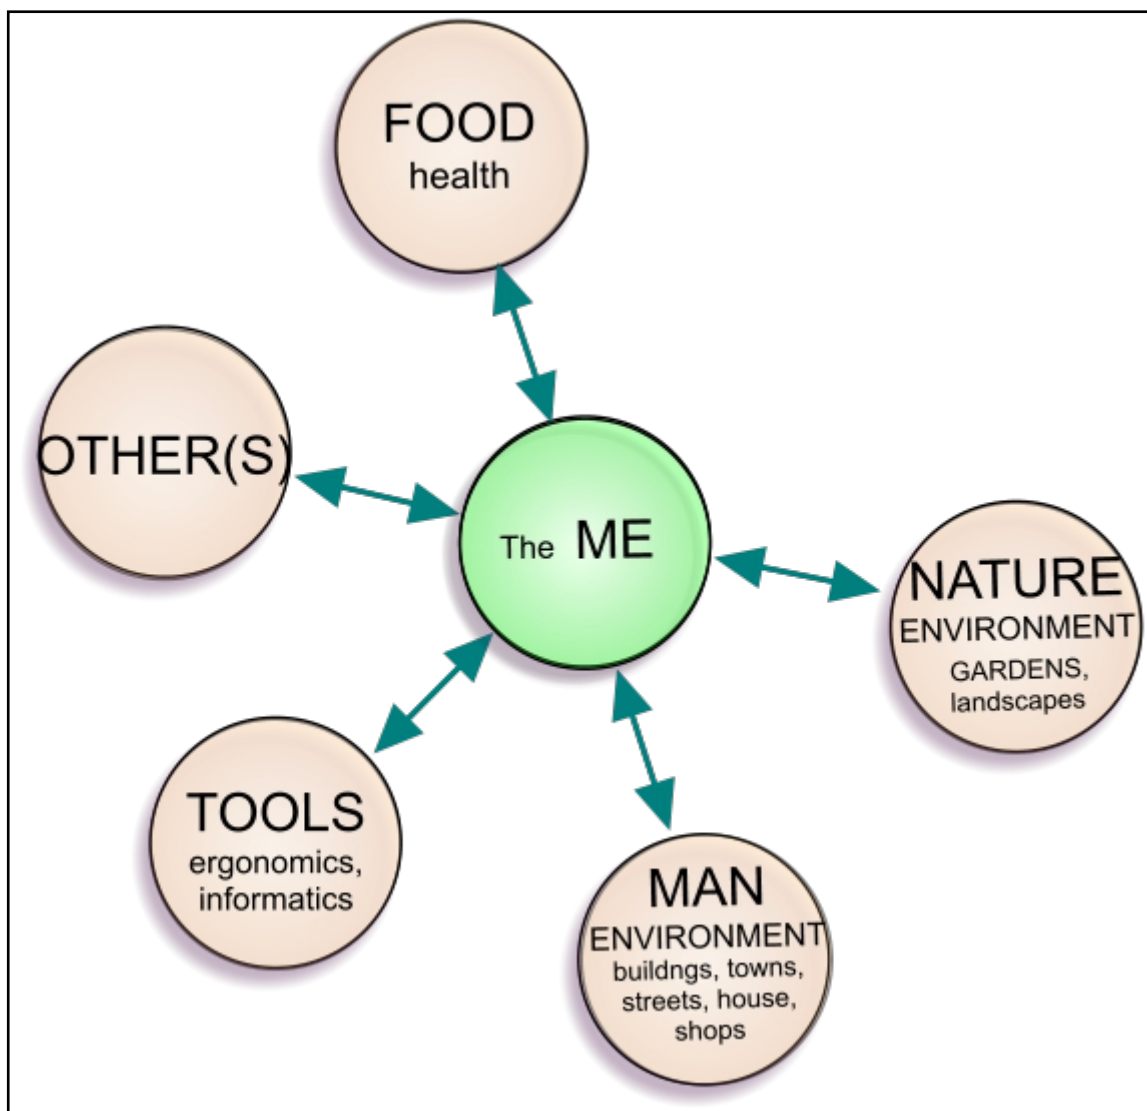 FOOD
health
OTHER(S)
The ME
NATURE
ENVIRONMENT
GARDENS,
landscapes
TOOLS
ergonomics,
informatics
MAN
ENVIRONMENT
buildngs, towns,
streets, house,
shops